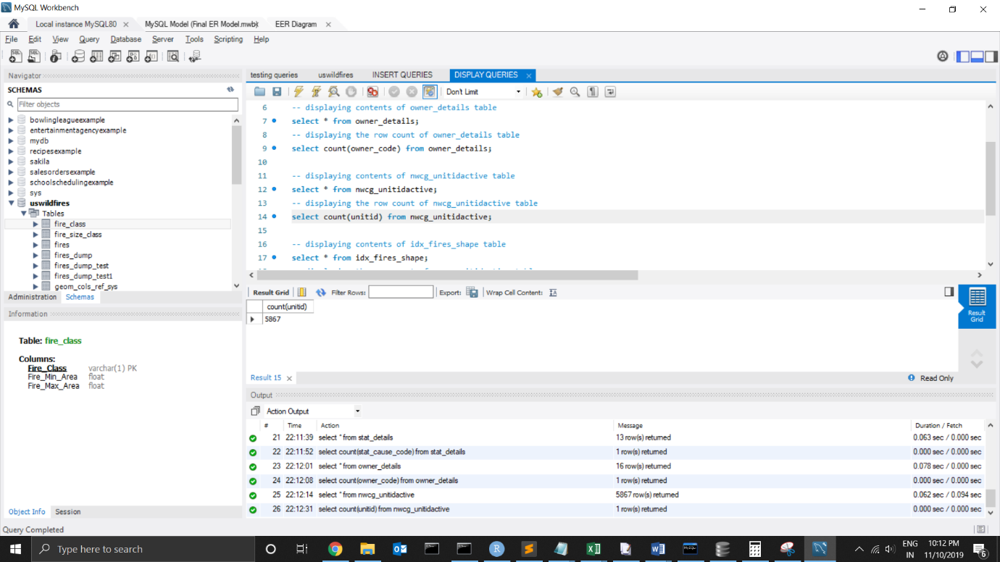 MySQL Workbench
Local instance MySQL80
MySQL Model (Final ER Model.mwb)
EER Diagram
File Edit View Query Database Server Tools Scripting Help
Navigator
SCHEMAS
Filter objects
bowlingleagueexample
entertainmentagencyexample
mydb
recipesexample
sakila
salesordersexample
schoolschedulingexample
sys
uswildfires
Tables
fire_class
fire_size_class
fires
fires_dump
fires_dump_test
fires_dump_test1
geom_cols_ref_sys
Administration Schemas
Information
Table: fire_class
Columns:
Fire_Class varchar(1) PK
Fire_Min_Area float
Fire_Max_Area float
Object Info Session
Query Completed
testing queries uswildfires INSERT QUERIES DISPLAY QUERIES
Don't Limit
6 -- displaying contents of owner_details table
7 select * from owner_details;
8 -- displaying the row count of owner_details table
9 select count(owner_code) from owner_details;
10
11 -- displaying contents of nwcg_unitidactive table
12 select * from nwcg_unitidactive;
13 -- displaying the row count of nwcg_unitidactive table
14 select count(unitid) from nwcg_unitidactive;
15
16 -- displaying contents of idx_fires_shape table
17 select * from idx_fires_shape;
Result Grid Filter Rows: Export: Wrap Cell Content:
count(unitid)
5867
Result Grid
Result 15
Read Only
Output
Action Output
# Time Action Message Duration / Fetch
21 22:11:39 select * from stat_details 13 row(s) returned 0.063 sec / 0.000 sec
22 22:11:52 select count(stat_cause_code) from stat_details 1 row(s) returned 0.000 sec / 0.000 sec
23 22:12:01 select * from owner_details 16 row(s) returned 0.078 sec / 0.000 sec
24 22:12:08 select count(owner_code) from owner_details 1 row(s) returned 0.000 sec / 0.000 sec
25 22:12:14 select * from nwcg_unitidactive 5867 row(s) returned 0.062 sec / 0.094 sec
26 22:12:31 select count(unitid) from nwcg_unitidactive 1 row(s) returned 0.000 sec / 0.000 sec
Type here to search
ENG IN
10:12 PM
11/10/2019
6